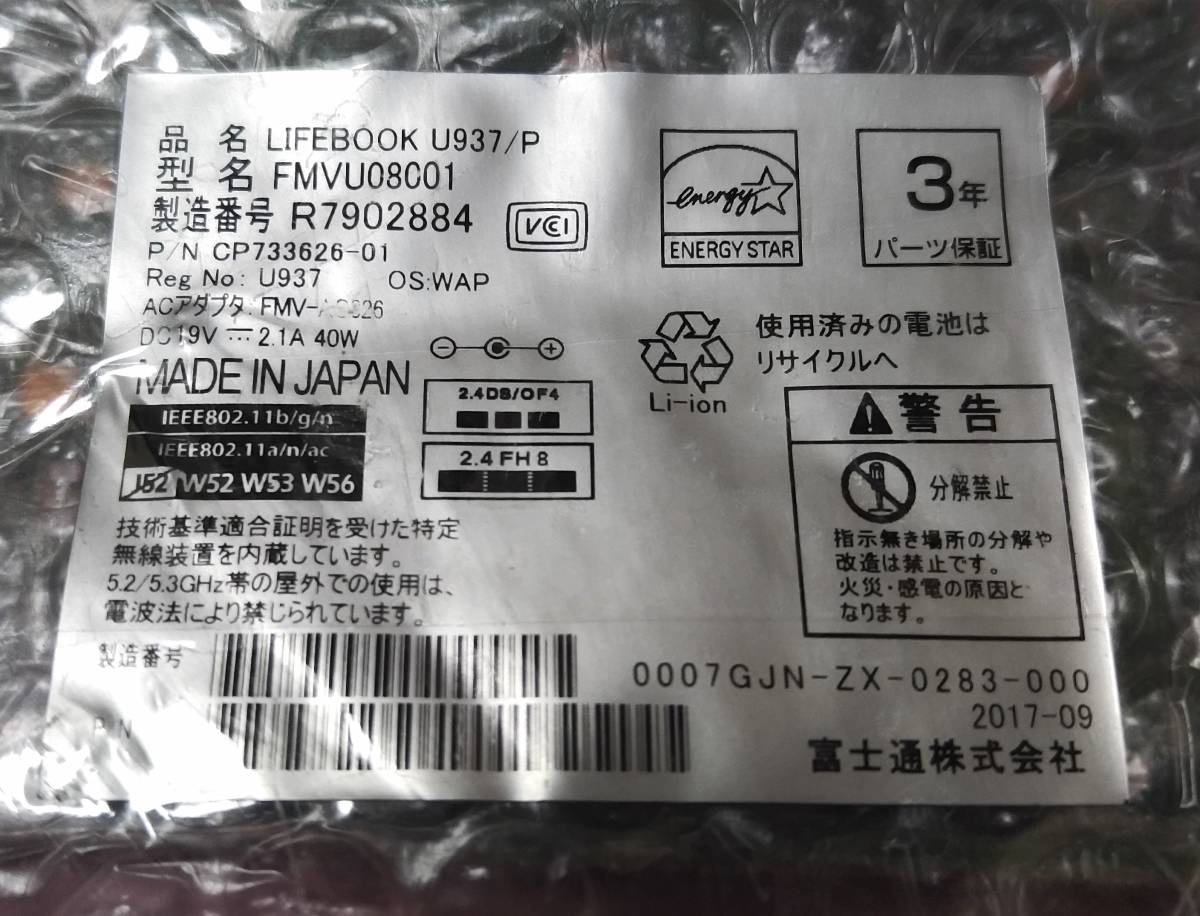 品 名 LIFEBOOK U937/P
型 名 FMVU08C01
製造番号 R7902884
P/N CP733626-01
Reg No: U937 OS:WAP
ACアダプタ:
DC19V 2.1A 40W
MADE IN JAPAN
VCI
energy
ENERGY STAR
3年
パーツ保証
使用済みの電池は
リサイクルへ
Li-ion
2.4DS/OF4
2.4FH8
IEEE802.11b/g/n
IEEE802.11a/n/ac
J52 W52 W53 W56
技術基準適合証明を受けた特定
無線装置を内蔵しています。
5.2/5.3GHz帯の屋外での使用は、
電波法により禁じられています。
警告
分解禁止
指示無き場所の分解や
改造は禁止です。
火災・感電の原因と
なります。
製造番号
0007GJN-ZX-0283-000
2017-09
富士通株式会社